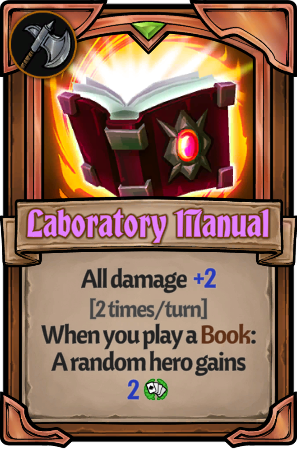 Laboratory Manual
All damage +2
[2 times/turn]
When you play a Book:
A random hero gains
2